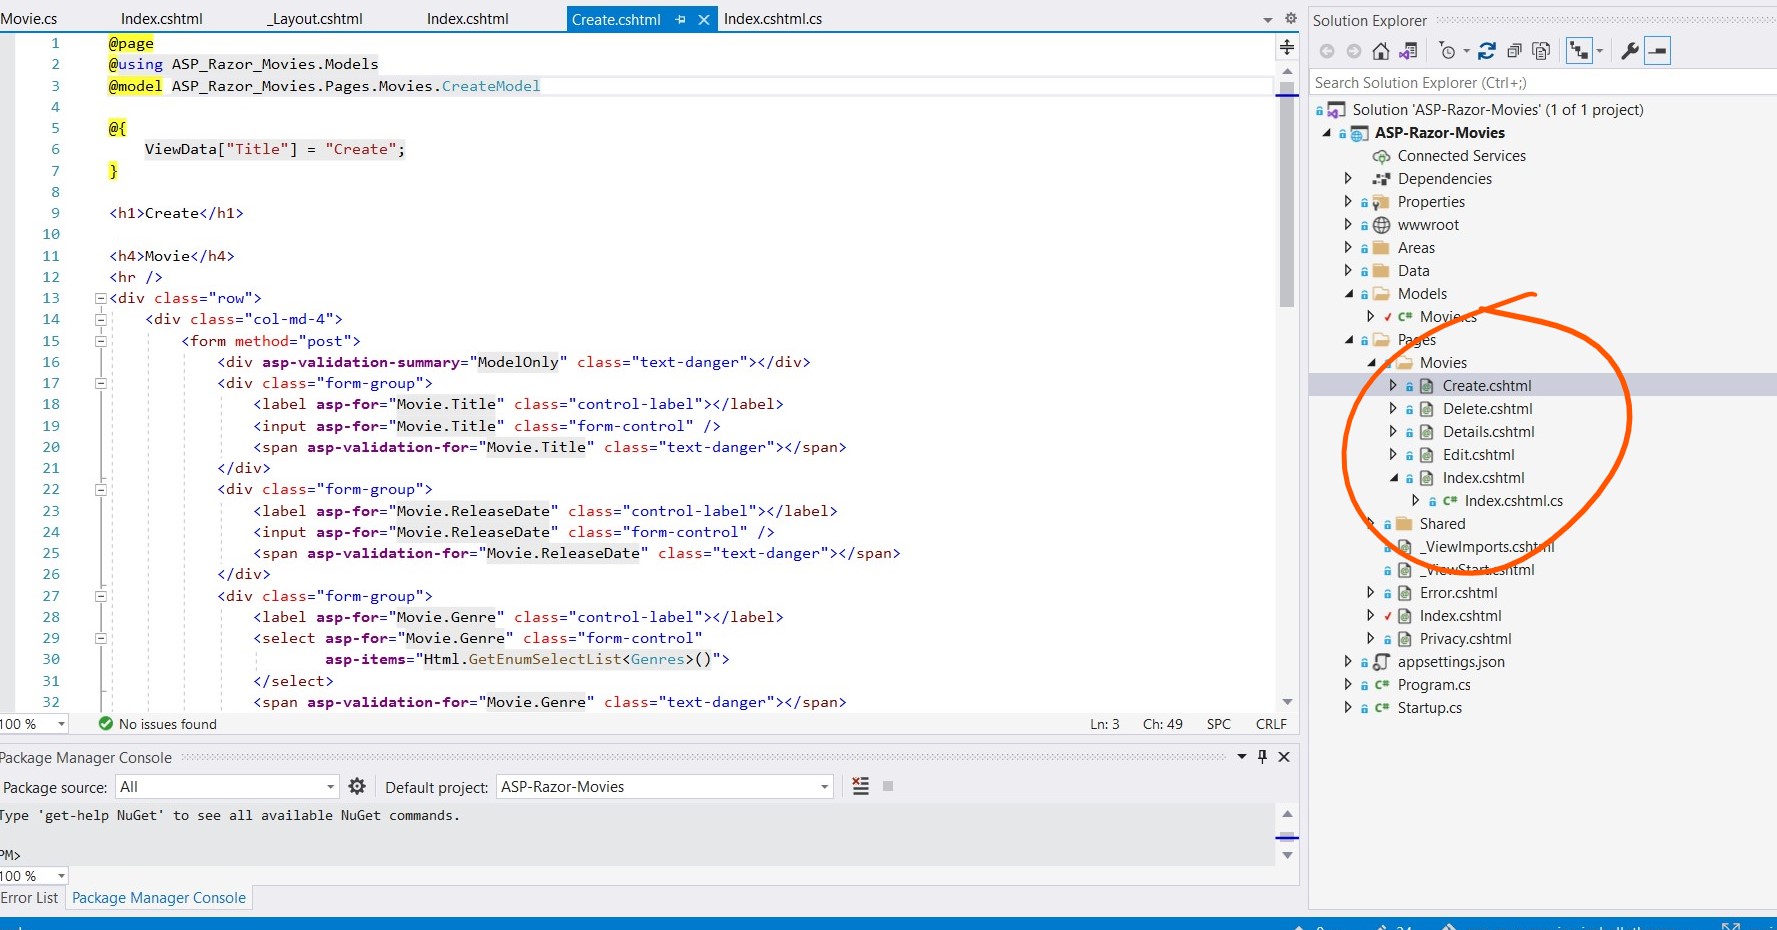 Movie.cs Index.cshtml _Layout.cshtml Index.cshtml Create.cshtml Index.cshtml.cs
1 @page
2 @using ASP_Razor_Movies.Models
3 @model ASP_Razor_Movies.Pages.Movies.CreateModel
4
5 @{
6 ViewData["Title"] = "Create";
7 }
8
9 <h1>Create</h1>
10
11 <h4>Movie</h4>
12 <hr />
13 <div class="row">
14 <div class="col-md-4">
15 <form method="post">
16 <div asp-validation-summary="ModelOnly" class="text-danger"></div>
17 <div class="form-group">
18 <label asp-for="Movie.Title" class="control-label"></label>
19 <input asp-for="Movie.Title" class="form-control" />
20 <span asp-validation-for="Movie.Title" class="text-danger"></span>
21 </div>
22 <div class="form-group">
23 <label asp-for="Movie.ReleaseDate" class="control-label"></label>
24 <input asp-for="Movie.ReleaseDate" class="form-control" />
25 <span asp-validation-for="Movie.ReleaseDate" class="text-danger"></span>
26 </div>
27 <div class="form-group">
28 <label asp-for="Movie.Genre" class="control-label"></label>
29 <select asp-for="Movie.Genre" class="form-control"
30 asp-items="Html.GetEnumSelectList<Genres>()">
31 </select>
32 <span asp-validation-for="Movie.Genre" class="text-danger"></span>
100 % No issues found Ln: 3 Ch: 49 SPC CRLF
Package Manager Console
Package source: All Default project: ASP-Razor-Movies
Type 'get-help NuGet' to see all available NuGet commands.
PM>
100 %
Error List Package Manager Console
Solution Explorer
Search Solution Explorer (Ctrl+;)
Solution 'ASP-Razor-Movies' (1 of 1 project)
ASP-Razor-Movies
Connected Services
Dependencies
Properties
wwwroot
Areas
Data
Models
C# Movie.cs
Pages
Movies
Create.cshtml
Delete.cshtml
Details.cshtml
Edit.cshtml
Index.cshtml
C# Index.cshtml.cs
Shared
_ViewImports.cshtml
_ViewStart.cshtml
Error.cshtml
Index.cshtml
Privacy.cshtml
appsettings.json
C# Program.cs
C# Startup.cs